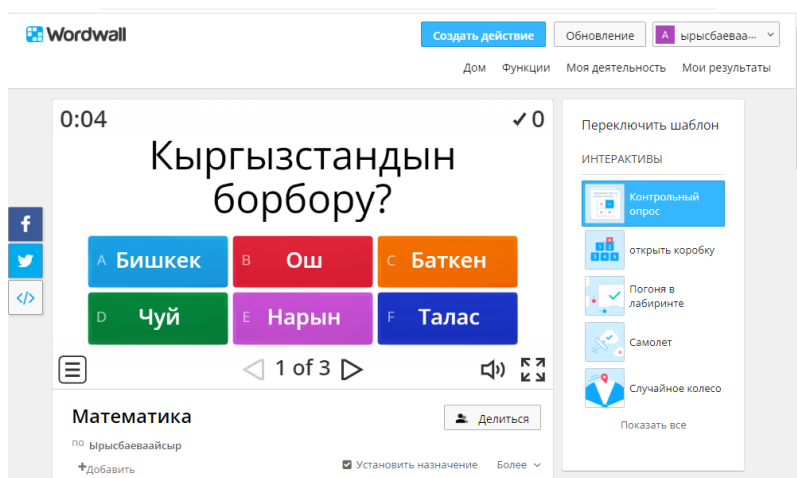 Wordwall
Создать действие
Обновление
A ырысбаеваа...
Дом Функции Моя деятельность Мои результаты
0:04
0
Кыргызстандын
борбору?
A Бишкек
B Ош
C Баткен
D Чуй
E Нарын
F Талас
1 of 3
Математика
Делиться
по Ырысбаеваайсыр
+Добавить
Установить назначение
Более
Переключить шаблон
ИНТЕРАКТИВЫ
Контрольный
опрос
открыть коробку
Погоня в
лабиринте
Самолет
Случайное колесо
Показать все